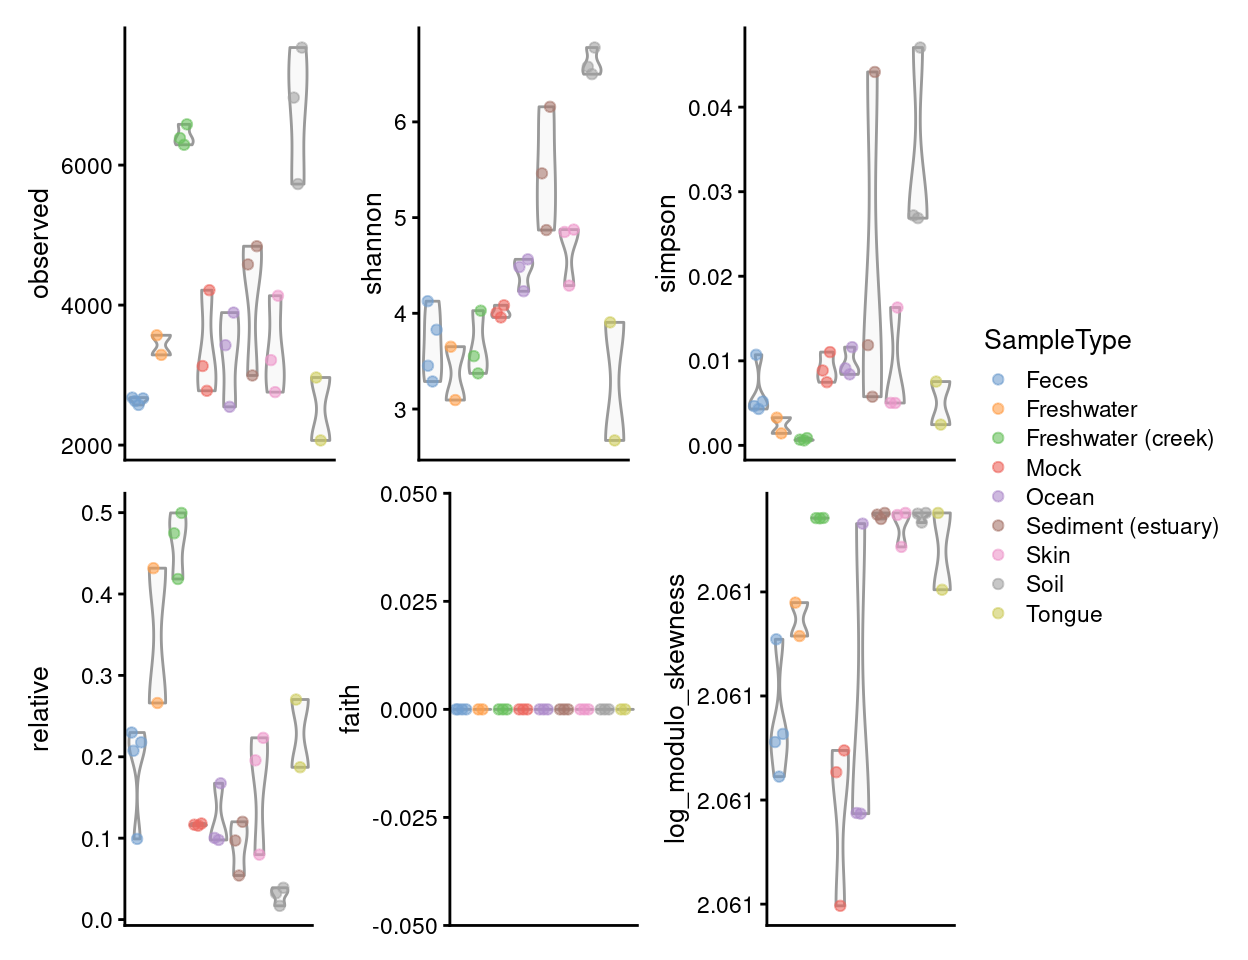 observed
6000
4000
2000
shannon
6
5
4
3
simpson
0.04
0.03
0.02
0.01
0.00
relative
0.5
0.4
0.3
0.2
0.1
0.0
faith
0.050
0.025
0.000
-0.025
-0.050
log_modulo_skewness
2.061
2.061
2.061
2.061
SampleType
Feces
Freshwater
Freshwater (creek)
Mock
Ocean
Sediment (estuary)
Skin
Soil
Tongue